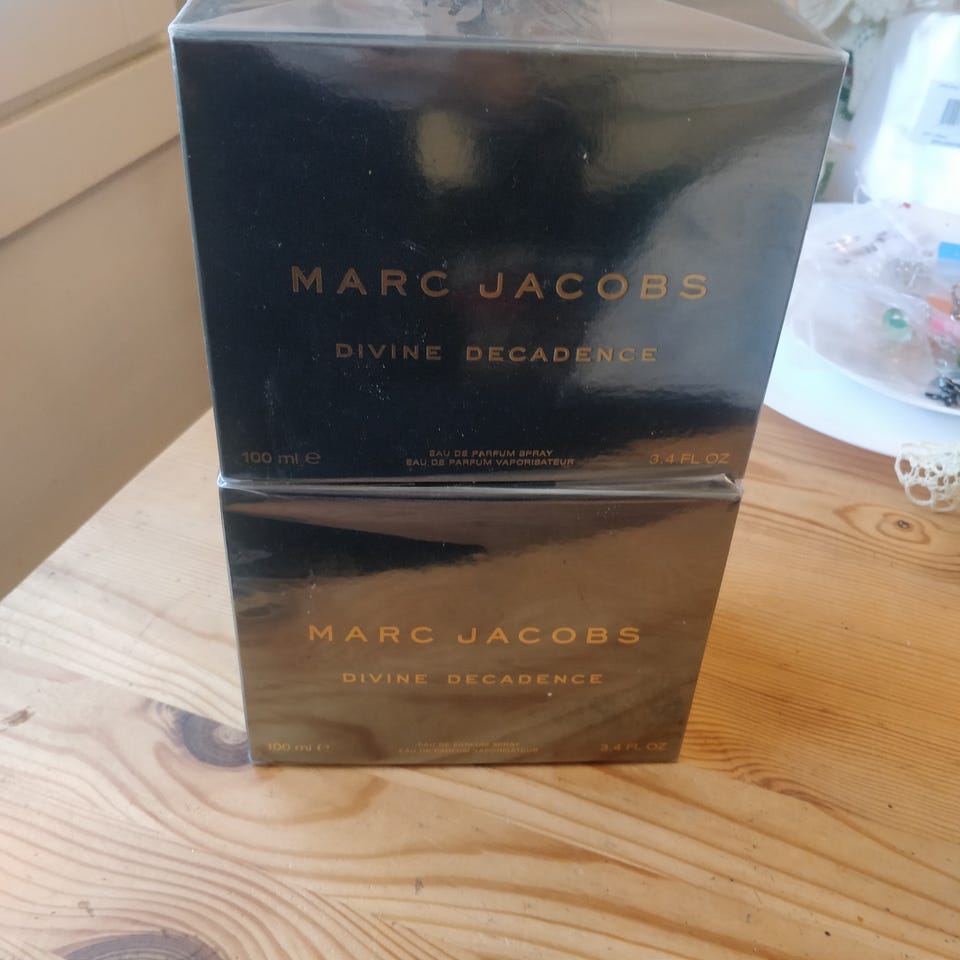 MARC JACOBS
DIVINE DECADENCE
EAU DE PARFUM SPRAY
100 ml e EAU DE PARFUM VAPORISATEUR 3.4 FL OZ
MARC JACOBS
DIVINE DECADENCE
EAU DE PARFUM SPRAY
100 ml e EAU DE PARFUM VAPORISATEUR 3.4 FL OZ